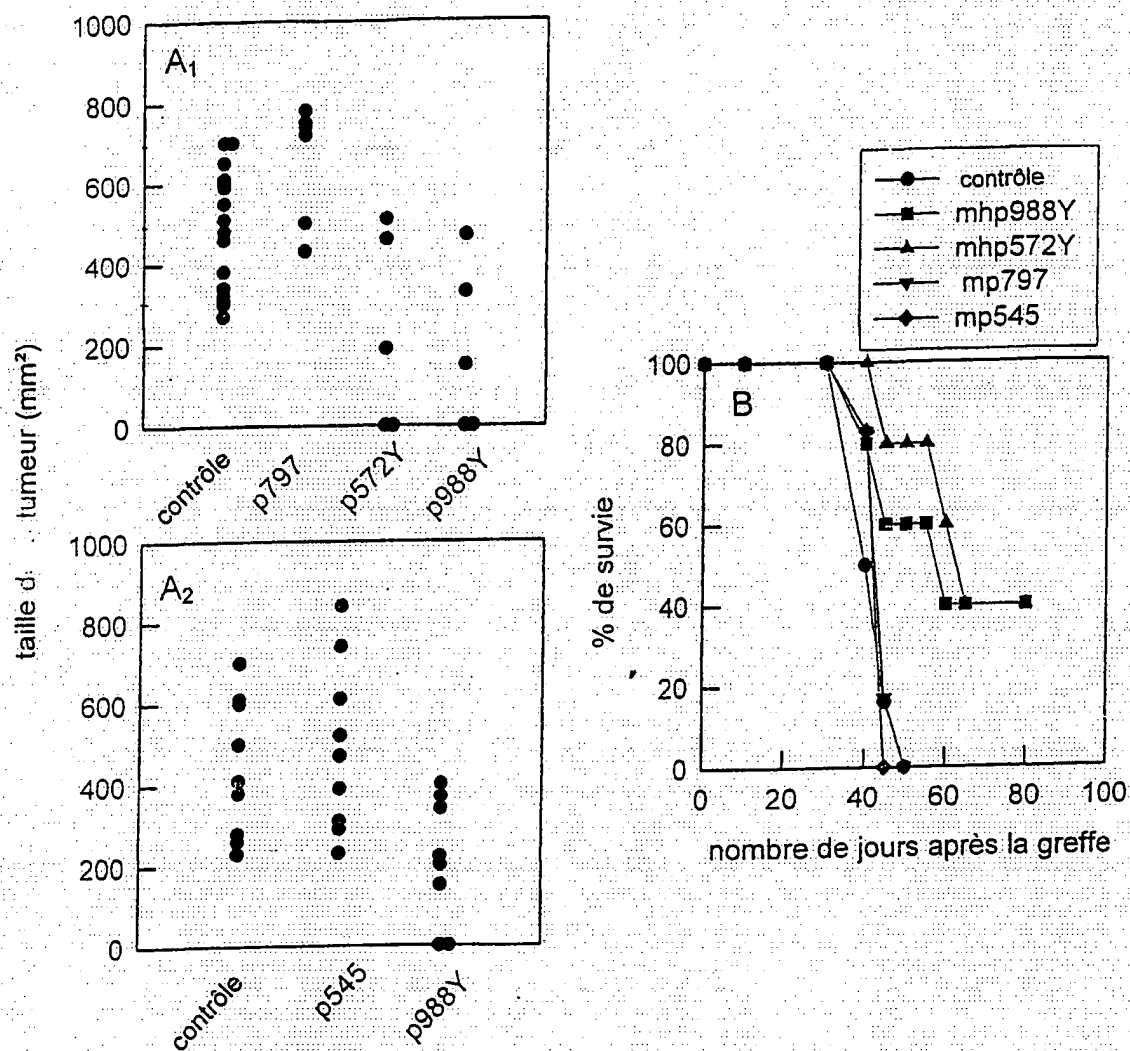 taille d tumeur (mm²)
A₁
1000
800
600
400
200
0
contrôle
p797
p572Y
p988Y
A₂
1000
800
600
400
200
0
contrôle
p545
p988Y
contrôle
mhp988Y
mhp572Y
mp797
mp545
B
% de survie
100
80
60
40
20
0
0 20 40 60 80 100
nombre de jours après la greffe